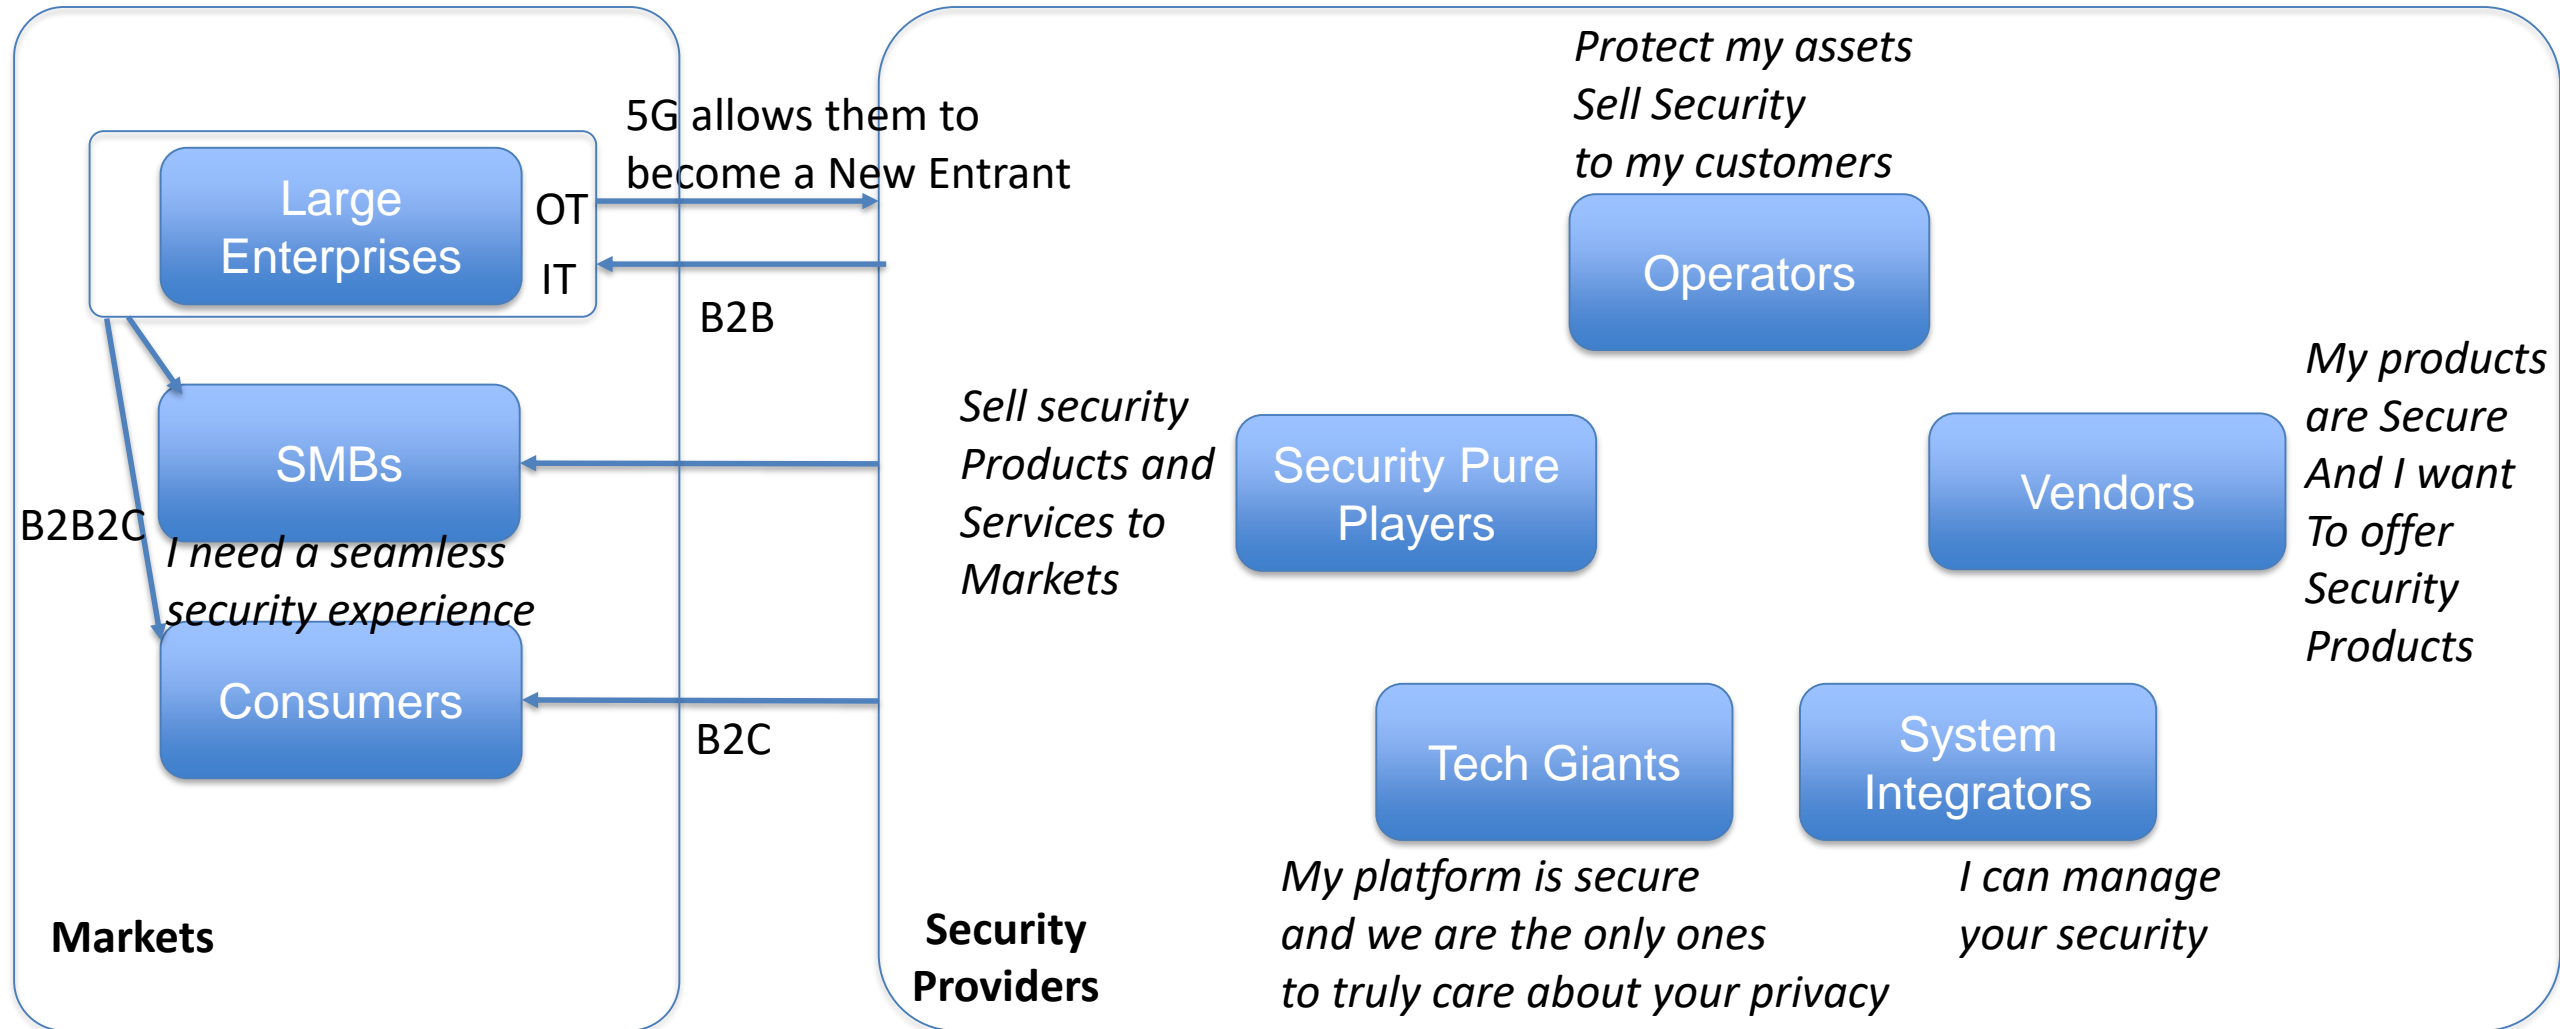 5G allows them to
become a New Entrant
Large
Enterprises
OT
IT
B2B
SMBs
B2B2C
I need a seamless
security experience
Consumers
B2C
Markets
Protect my assets
Sell Security
to my customers
Operators
Sell security
Products and
Services to
Markets
Security Pure
Players
Vendors
My products
are Secure
And I want
To offer
Security
Products
Tech Giants
System
Integrators
My platform is secure
and we are the only ones
to truly care about your privacy
I can manage
your security
Security
Providers